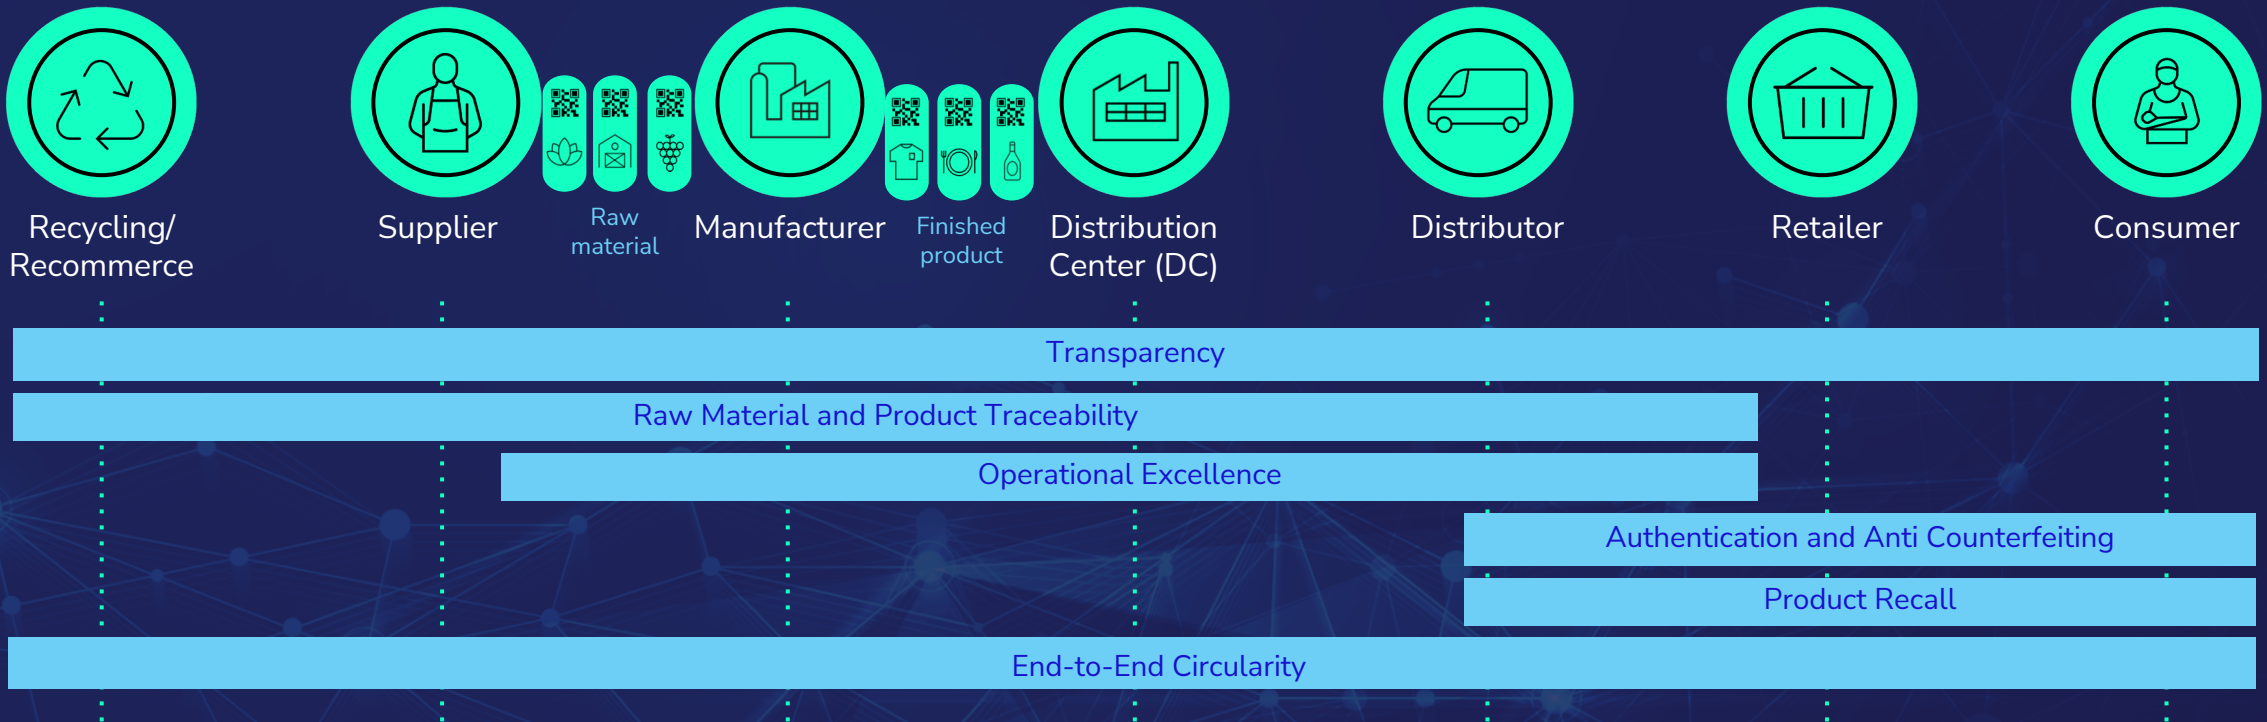 Recycling/
Recommerce
Supplier
Raw
material
Manufacturer
Finished
product
Distribution
Center (DC)
Distributor
Retailer
Consumer
Transparency
Raw Material and Product Traceability
Operational Excellence
Authentication and Anti Counterfeiting
Product Recall
End-to-End Circularity